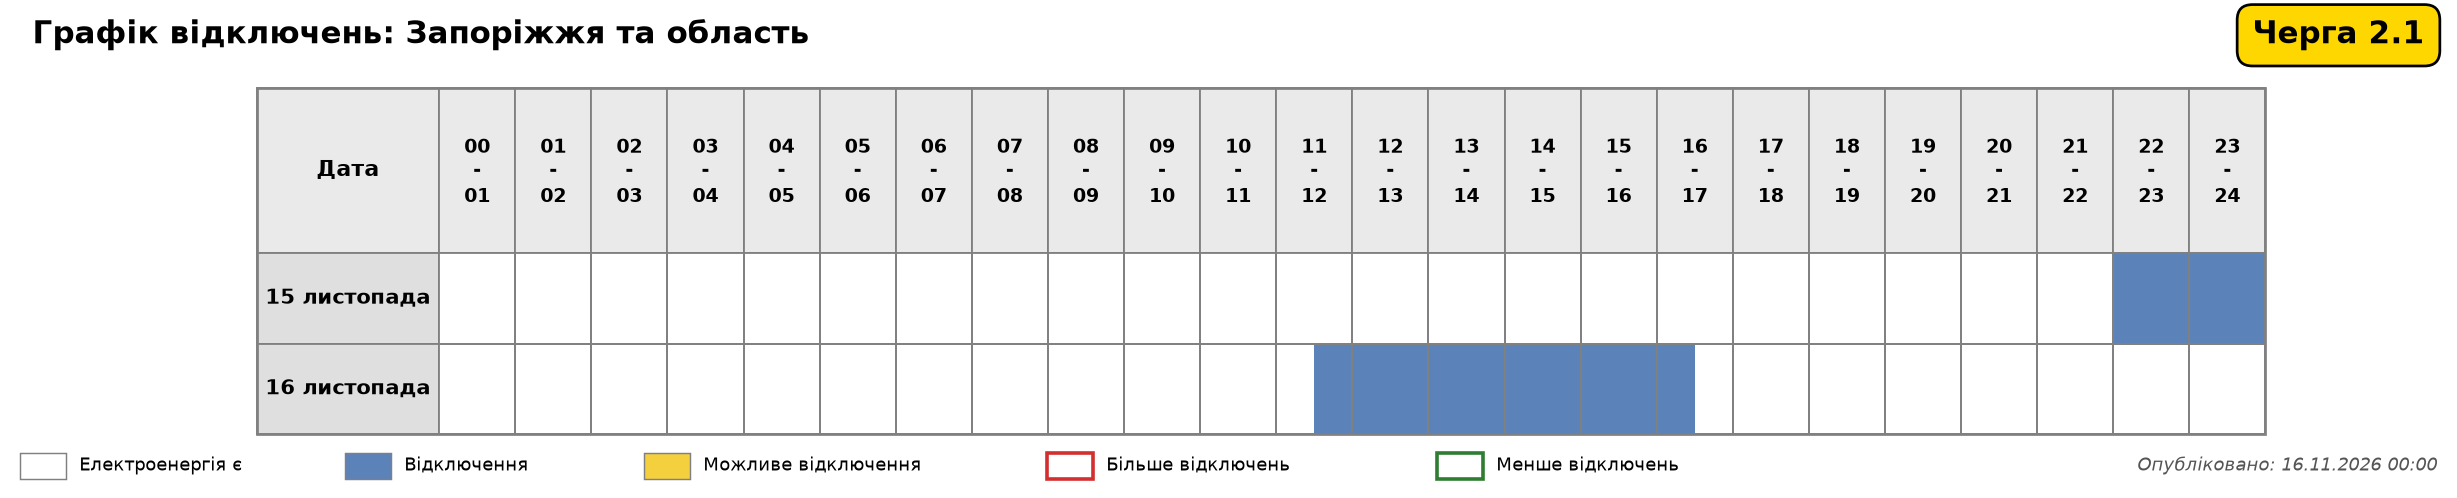 Графік відключень: Запоріжжя та область
Черга 2.1
Дата 00 - 01 01 - 02 02 - 03 03 - 04 04 - 05 05 - 06 06 - 07 07 - 08 08 - 09 09 - 10 10 - 11 11 - 12 12 - 13 13 - 14 14 - 15 15 - 16 16 - 17 17 - 18 18 - 19 19 - 20 20 - 21 21 - 22 22 - 23 23 - 24
15 листопада
16 листопада
Електроенергія є Відключення Можливе відключення Більше відключень Менше відключень Опубліковано: 16.11.2026 00:00